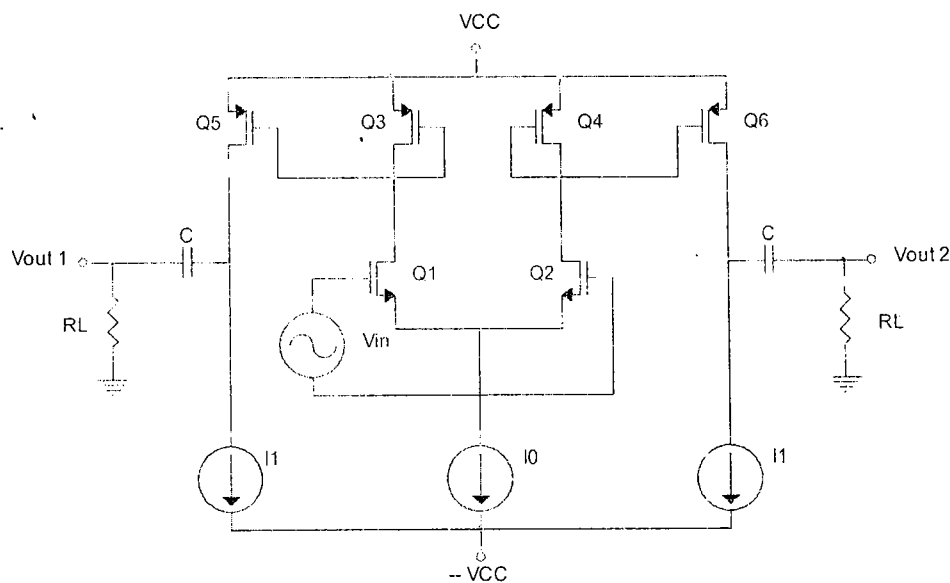 VCC
Q5
Q3
Q4
Q6
Vout 1
C
Q1
Q2
C
Vout 2
RL
Vin
RL
I1
I0
I1
-- VCC